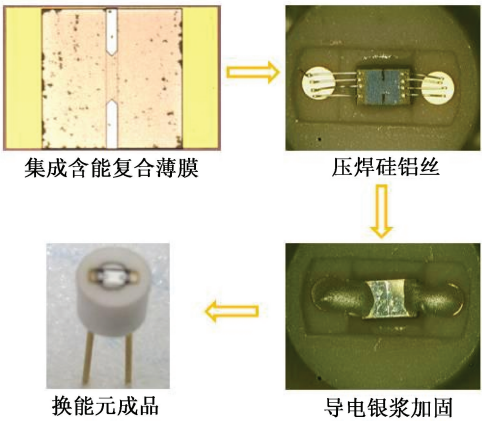 集成含能复合薄膜
压焊硅铝丝
导电银浆加固
换能元成品